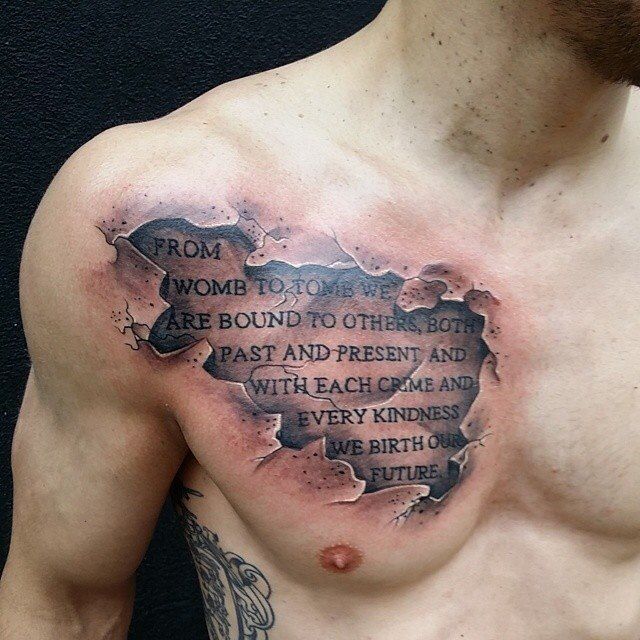 FROM
WOMB TO TOMB WE
ARE BOUND TO OTHERS, BOTH
PAST AND PRESENT AND
WITH EACH CRIME AND
EVERY KINDNESS
WE BIRTH OUR
FUTURE